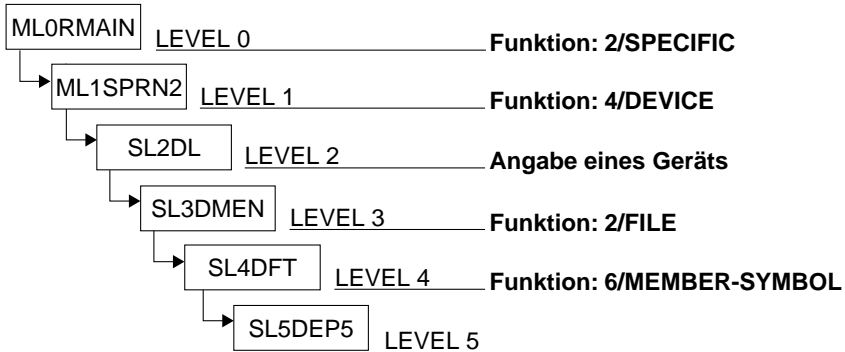 ML0RMAIN LEVEL 0 Funktion: 2/SPECIFIC
ML1SPRN2 LEVEL 1 Funktion: 4/DEVICE
SL2DL LEVEL 2 Angabe eines Geräts
SL3DMEN LEVEL 3 Funktion: 2/FILE
SL4DFT LEVEL 4 Funktion: 6/MEMBER-SYMBOL
SL5DEP5 LEVEL 5